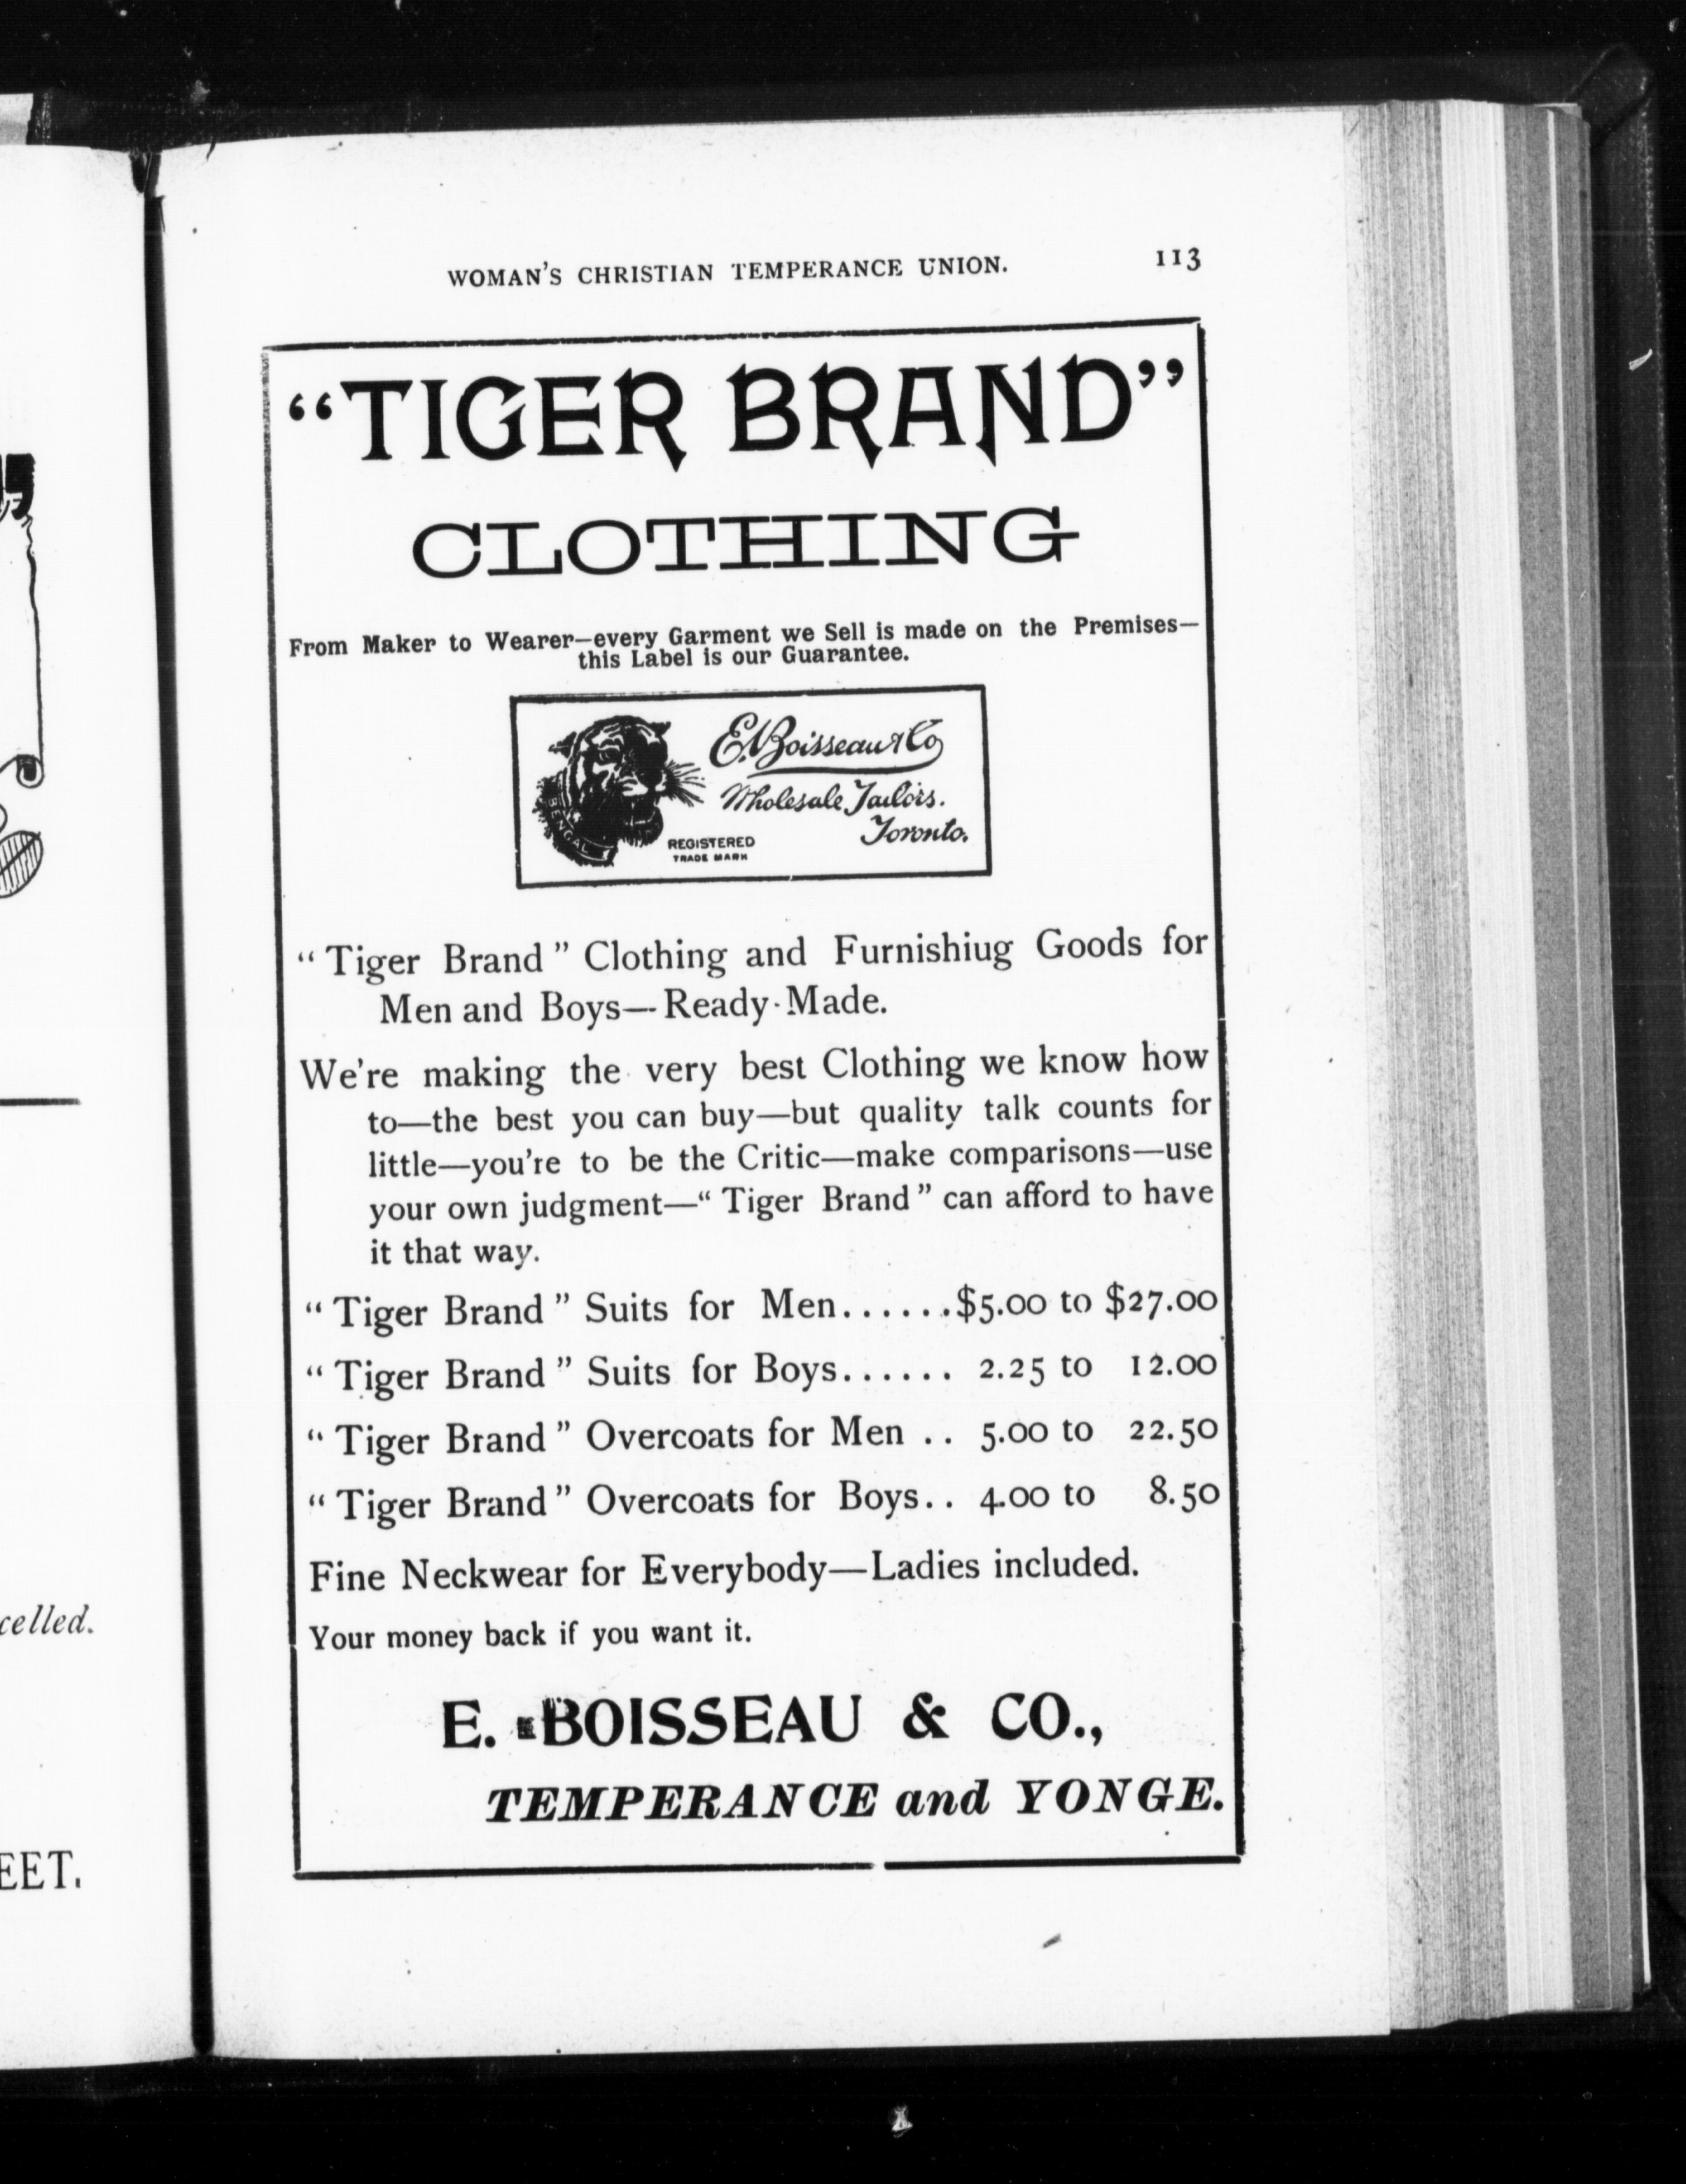 WOMAN'S CHRISTIAN TEMPERANCE UNION. 113
“TIGER BRAND”
CLOTHING
From Maker to Wearer—every Garment we Sell is made on the Premises—
this Label is our Guarantee.
E. Boisseau & Co
Wholesale Tailors.
Toronto.
BENGAL
REGISTERED
TRADE MARK
“Tiger Brand” Clothing and Furnishiug Goods for
Men and Boys—Ready-Made.
We're making the very best Clothing we know how
to—the best you can buy—but quality talk counts for
little—you're to be the Critic—make comparisons—use
your own judgment—“Tiger Brand” can afford to have
it that way.
“Tiger Brand” Suits for Men......$5.00 to $27.00
“Tiger Brand” Suits for Boys...... 2.25 to 12.00
“Tiger Brand” Overcoats for Men .. 5.00 to 22.50
“Tiger Brand” Overcoats for Boys.. 4.00 to 8.50
Fine Neckwear for Everybody—Ladies included.
Your money back if you want it.
E. BOISSEAU & CO.,
TEMPERANCE and YONGE.
celled.
EET.